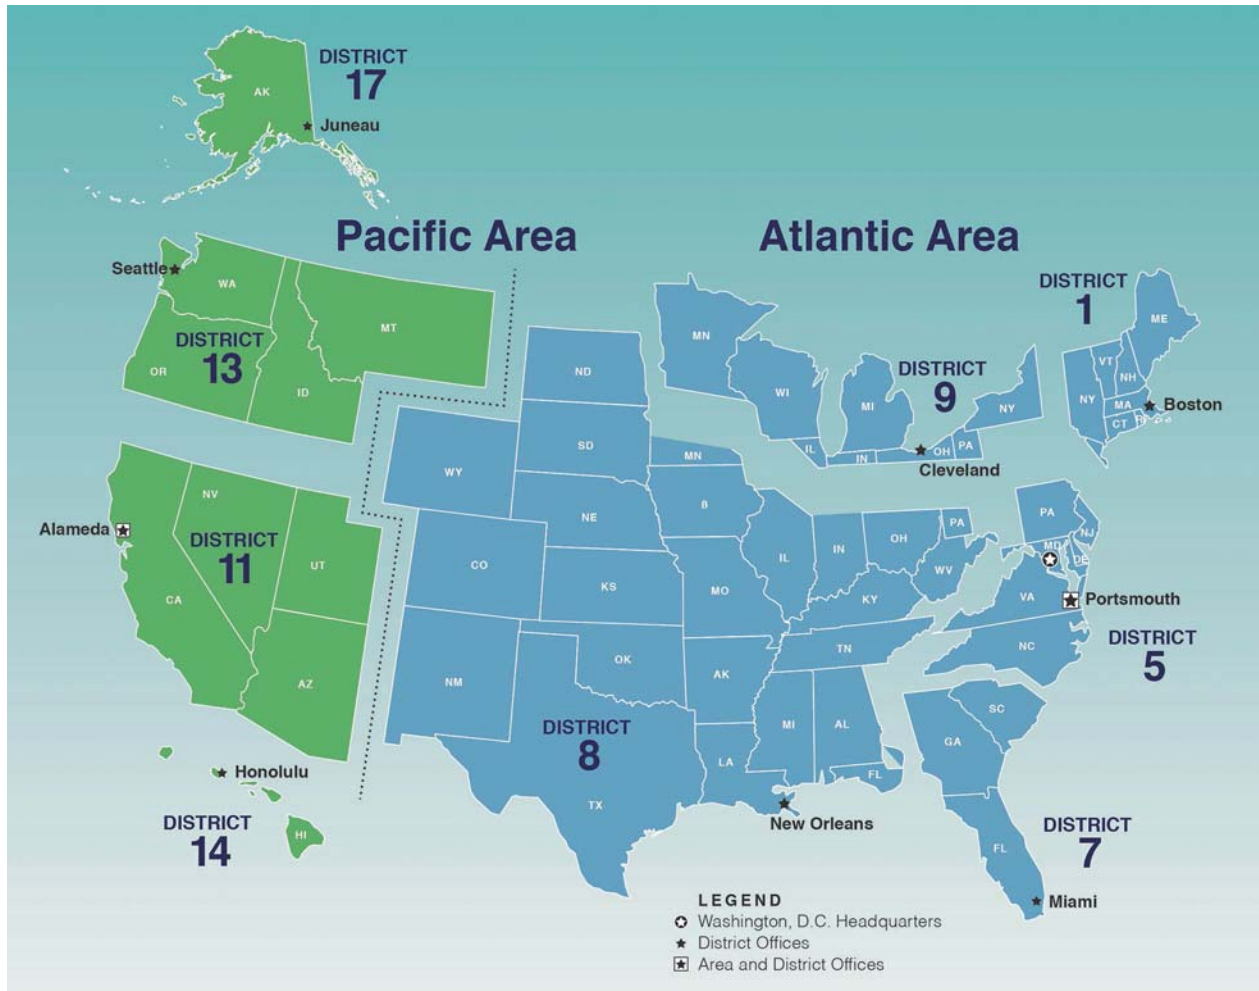 DISTRICT
17
AK
Juneau
Pacific Area
Atlantic Area
Seattle
WA
MT
DISTRICT
13
OR
ID
DISTRICT
1
ME
VT
NH
NY
MA
CT
RI
Boston
MN
WI
MI
DISTRICT
9
NY
IL
IN
OH
PA
Cleveland
ND
SD
MN
WY
NE
B
CO
KS
MO
IL
IN
OH
PA
WV
KY
TN
NM
OK
AK
TX
DISTRICT
8
LA
MI
AL
FL
New Orleans
Alameda
NV
DISTRICT
11
UT
CA
AZ
PA
NJ
MD
DE
VA
Portsmouth
DISTRICT
5
NC
SC
GA
FL
DISTRICT
7
Miami
Honolulu
DISTRICT
14
HI
LEGEND
Washington, D.C. Headquarters
District Offices
Area and District Offices